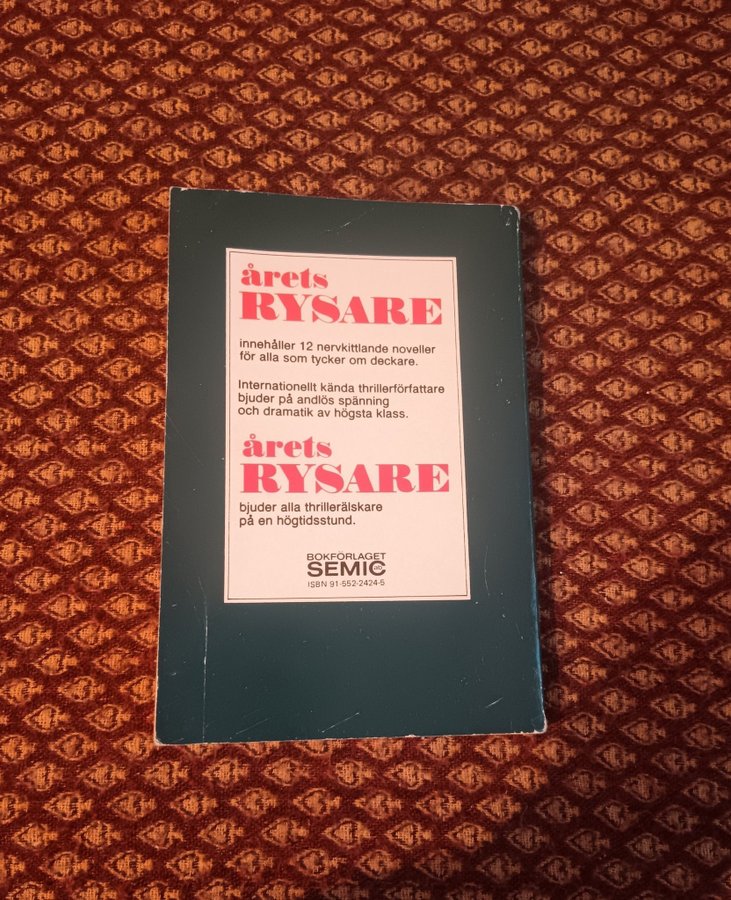 årets
RYSARE
innehåller 12 nervkittlande noveller
för alla som tycker om deckare.
Internationellt kända thrillerförfattare
bjuder på andlös spänning
och dramatik av högsta klass.
årets
RYSARE
bjuder alla thrillerälskare
på en högtidsstund.
BOKFÖRLAGET
SEMIC
ISBN 91-552-2424-5